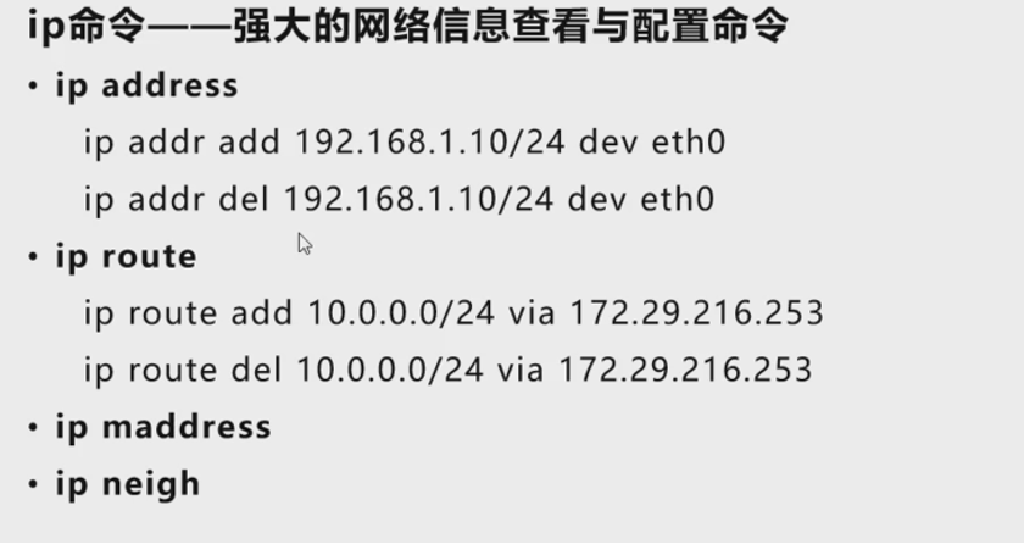 ip命令——强大的网络信息查看与配置命令
• ip address
ip addr add 192.168.1.10/24 dev eth0
ip addr del 192.168.1.10/24 dev eth0
• ip route
ip route add 10.0.0.0/24 via 172.29.216.253
ip route del 10.0.0.0/24 via 172.29.216.253
• ip maddress
• ip neigh